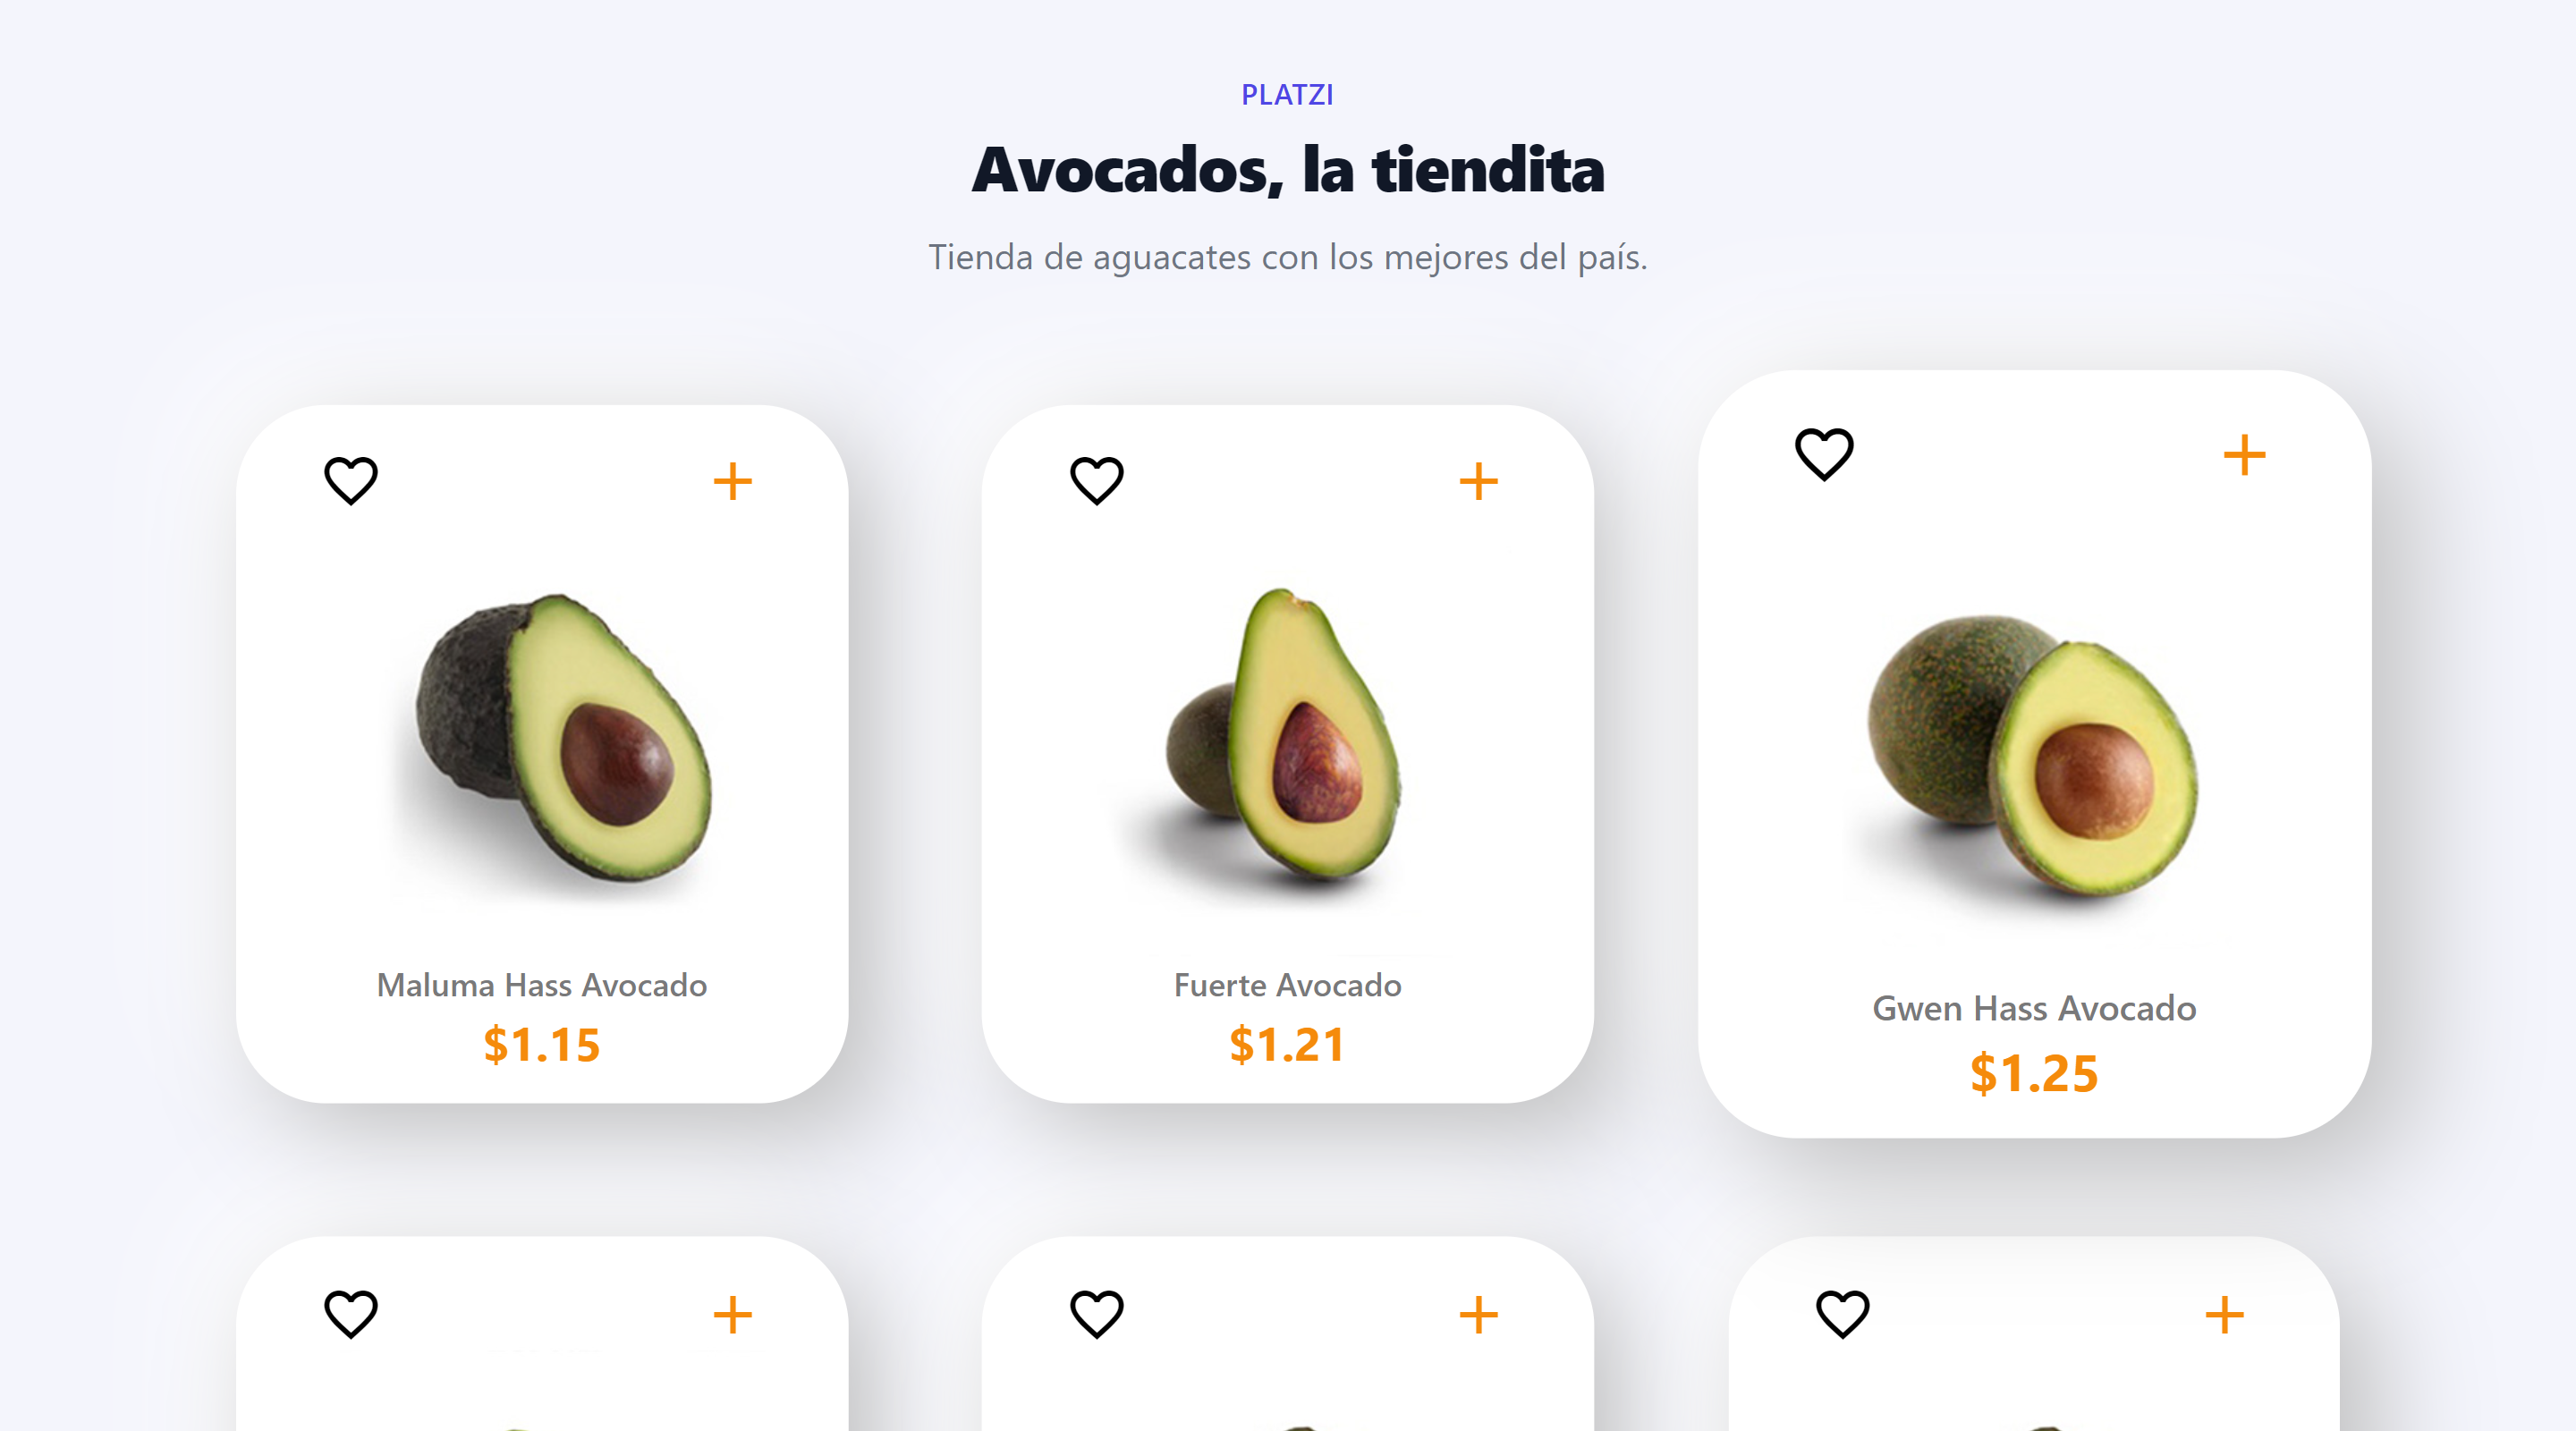 PLATZI
Avocados, la tiendita
Tienda de aguacates con los mejores del país.
Maluma Hass Avocado
$1.15
Fuerte Avocado
$1.21
Gwen Hass Avocado
$1.25